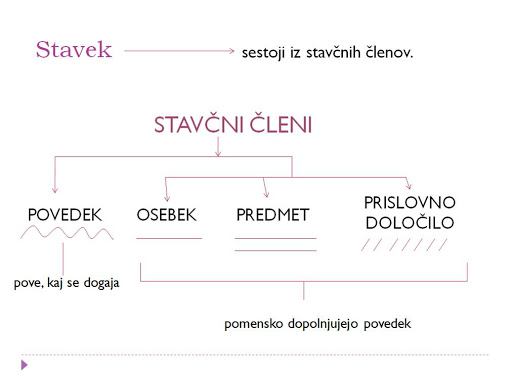 Stavek
sestoji iz stavčnih členov.
STAVČNI ČLENI
POVEDEK
OSEBEK
PREDMET
PRISLOVNO
DOLOČILO
pove, kaj se dogaja
pomensko dopolnjujejo povedek